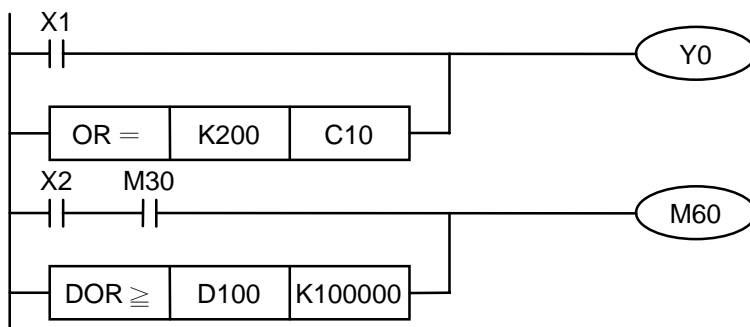 X1
Y0
OR = K200 C10
X2 M30
M60
DOR ≧ D100 K100000